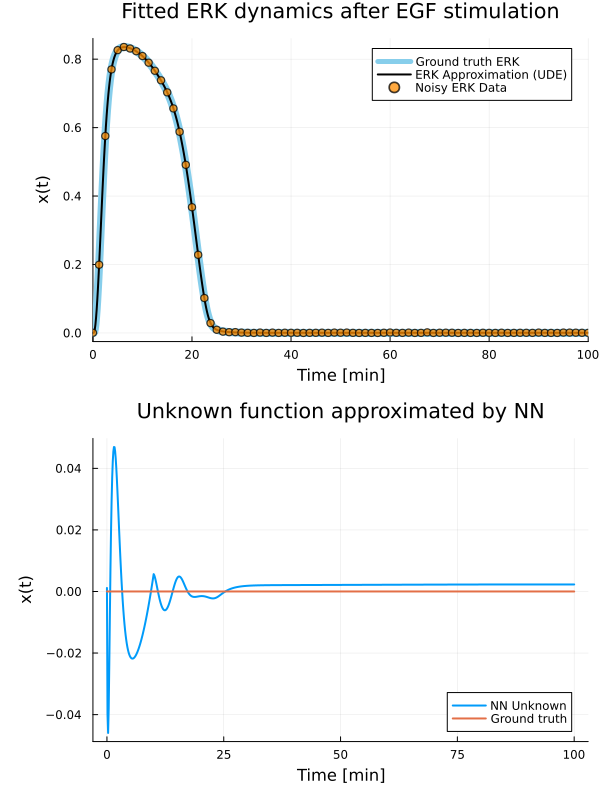 Fitted ERK dynamics after EGF stimulation
Ground truth ERK
ERK Approximation (UDE)
Noisy ERK Data
x(t)
0.8
0.6
0.4
0.2
0.0
0 20 40 60 80 100
Time [min]
Unknown function approximated by NN
x(t)
0.04
0.02
0.00
−0.02
−0.04
NN Unknown
Ground truth
0 25 50 75 100
Time [min]